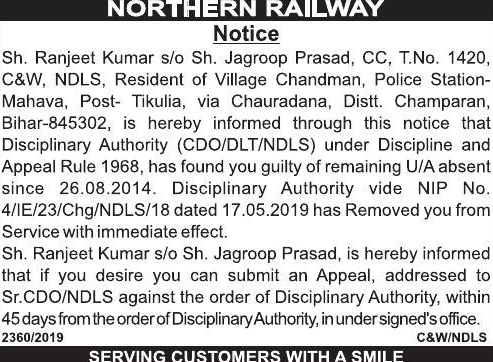 NORTHERN RAILWAY
Notice
Sh. Ranjeet Kumar s/o Sh. Jagroop Prasad, CC, T.No. 1420,
C&W, NDLS, Resident of Village Chandman, Police Station-
Mahava, Post- Tikulia, via Chauradana, Distt. Champaran,
Bihar-845302, is hereby informed through this notice that
Disciplinary Authority (CDO/DLT/NDLS) under Discipline and
Appeal Rule 1968, has found you guilty of remaining U/A absent
since 26.08.2014. Disciplinary Authority vide NIP No.
4/IE/23/Chg/NDLS/18 dated 17.05.2019 has Removed you from
Service with immediate effect.
Sh. Ranjeet Kumar s/o Sh. Jagroop Prasad, is hereby informed
that if you desire you can submit an Appeal, addressed to
Sr.CDO/NDLS against the order of Disciplinary Authority, within
45 days from the order of Disciplinary Authority, in under signed's office.
2360/2019 C&W/NDLS
SERVING CUSTOMERS WITH A SMILE